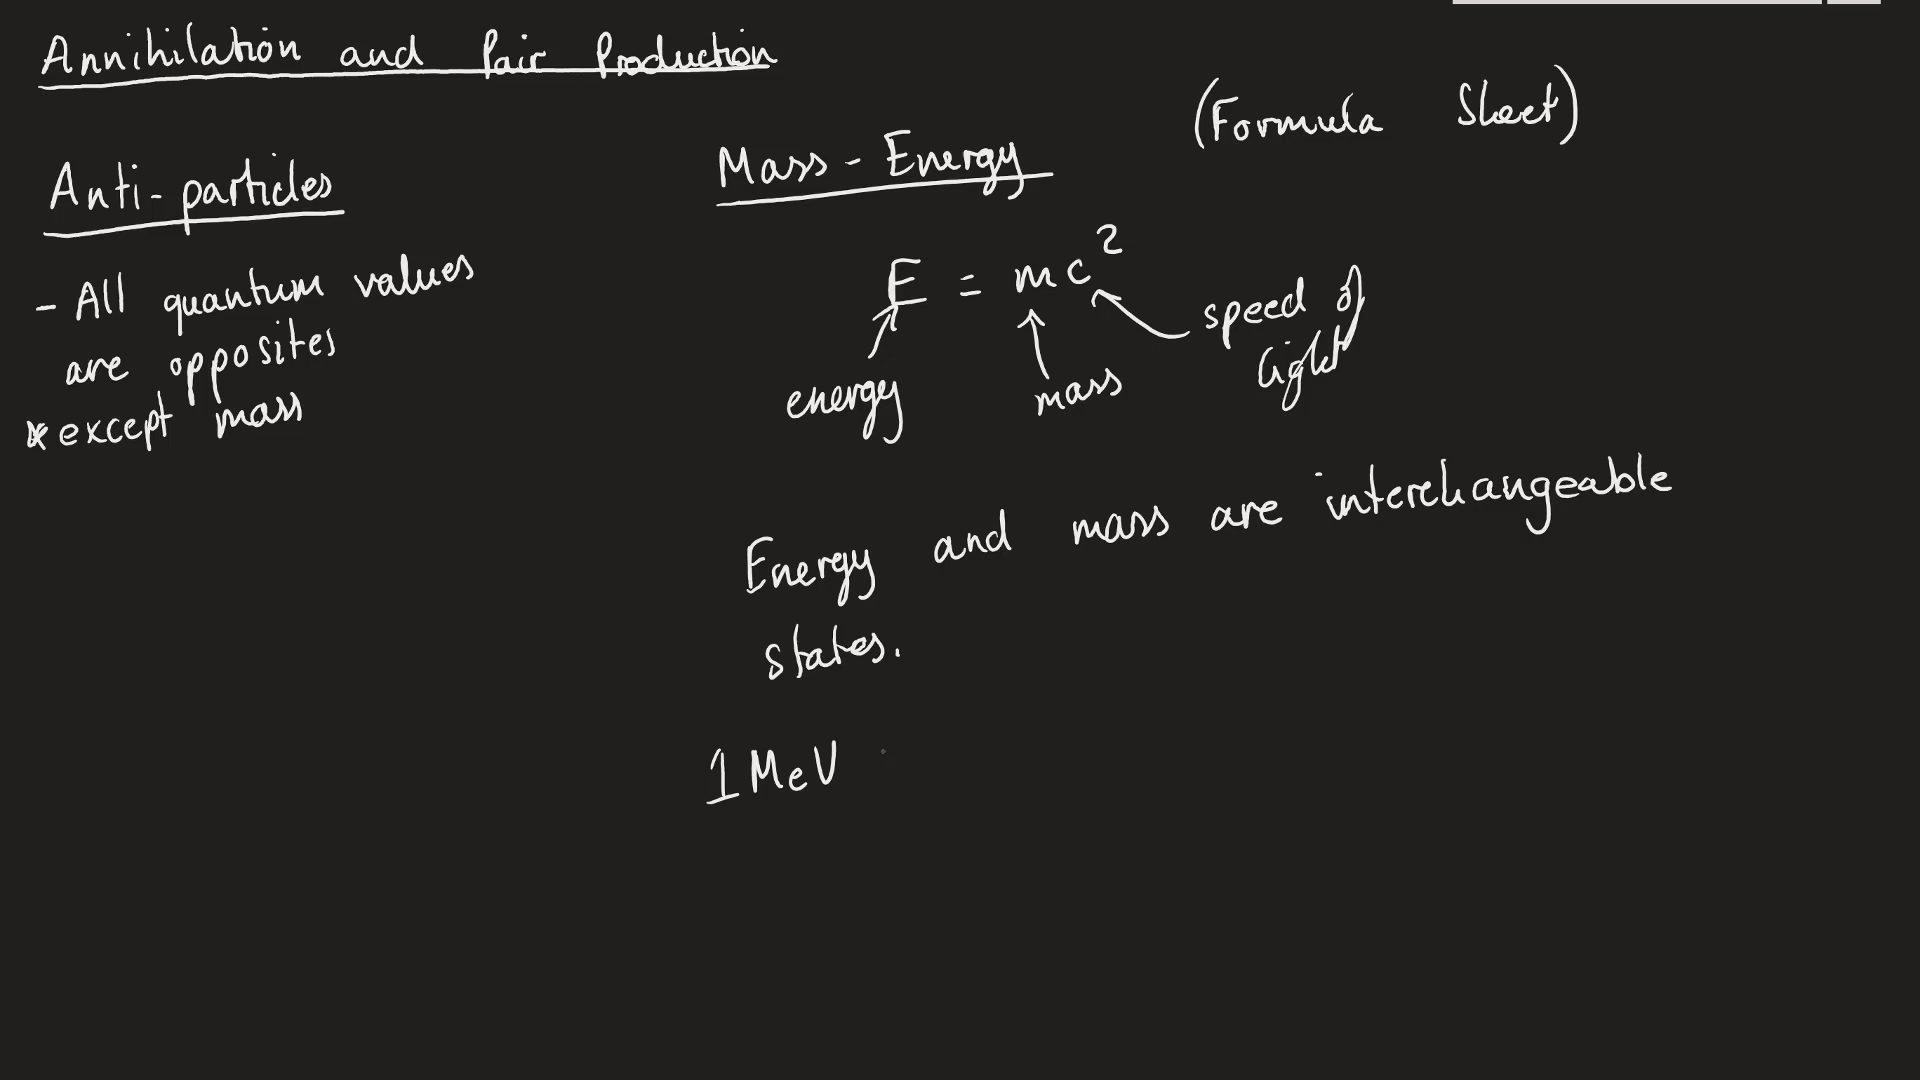 Annihilation and Pair Production
(Formula Sheet)
Anti-particles
- All quantum values
are opposites
* except mass
Mass - Energy
E = mc²
energy
mass
speed of
light
Energy and mass are interchangeable
states.
1 MeV